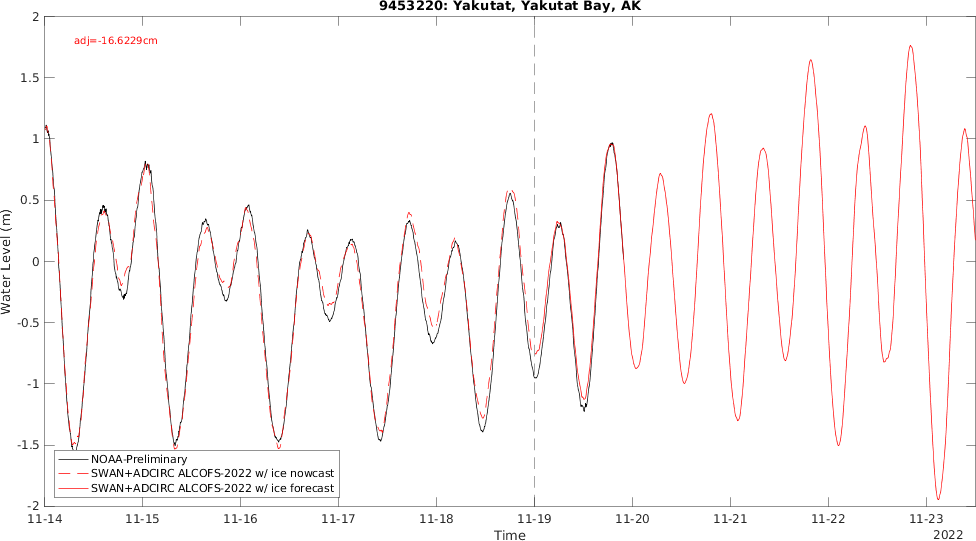 9453220: Yakutat, Yakutat Bay, AK
adj=-16.6229cm
2
1.5
1
0.5
0
-0.5
-1
-1.5
-2
Water Level (m)
NOAA-Preliminary
SWAN+ADCIRC ALCOFS-2022 w/ ice nowcast
SWAN+ADCIRC ALCOFS-2022 w/ ice forecast
11-14 11-15 11-16 11-17 11-18 11-19 11-20 11-21 11-22 11-23
Time
2022